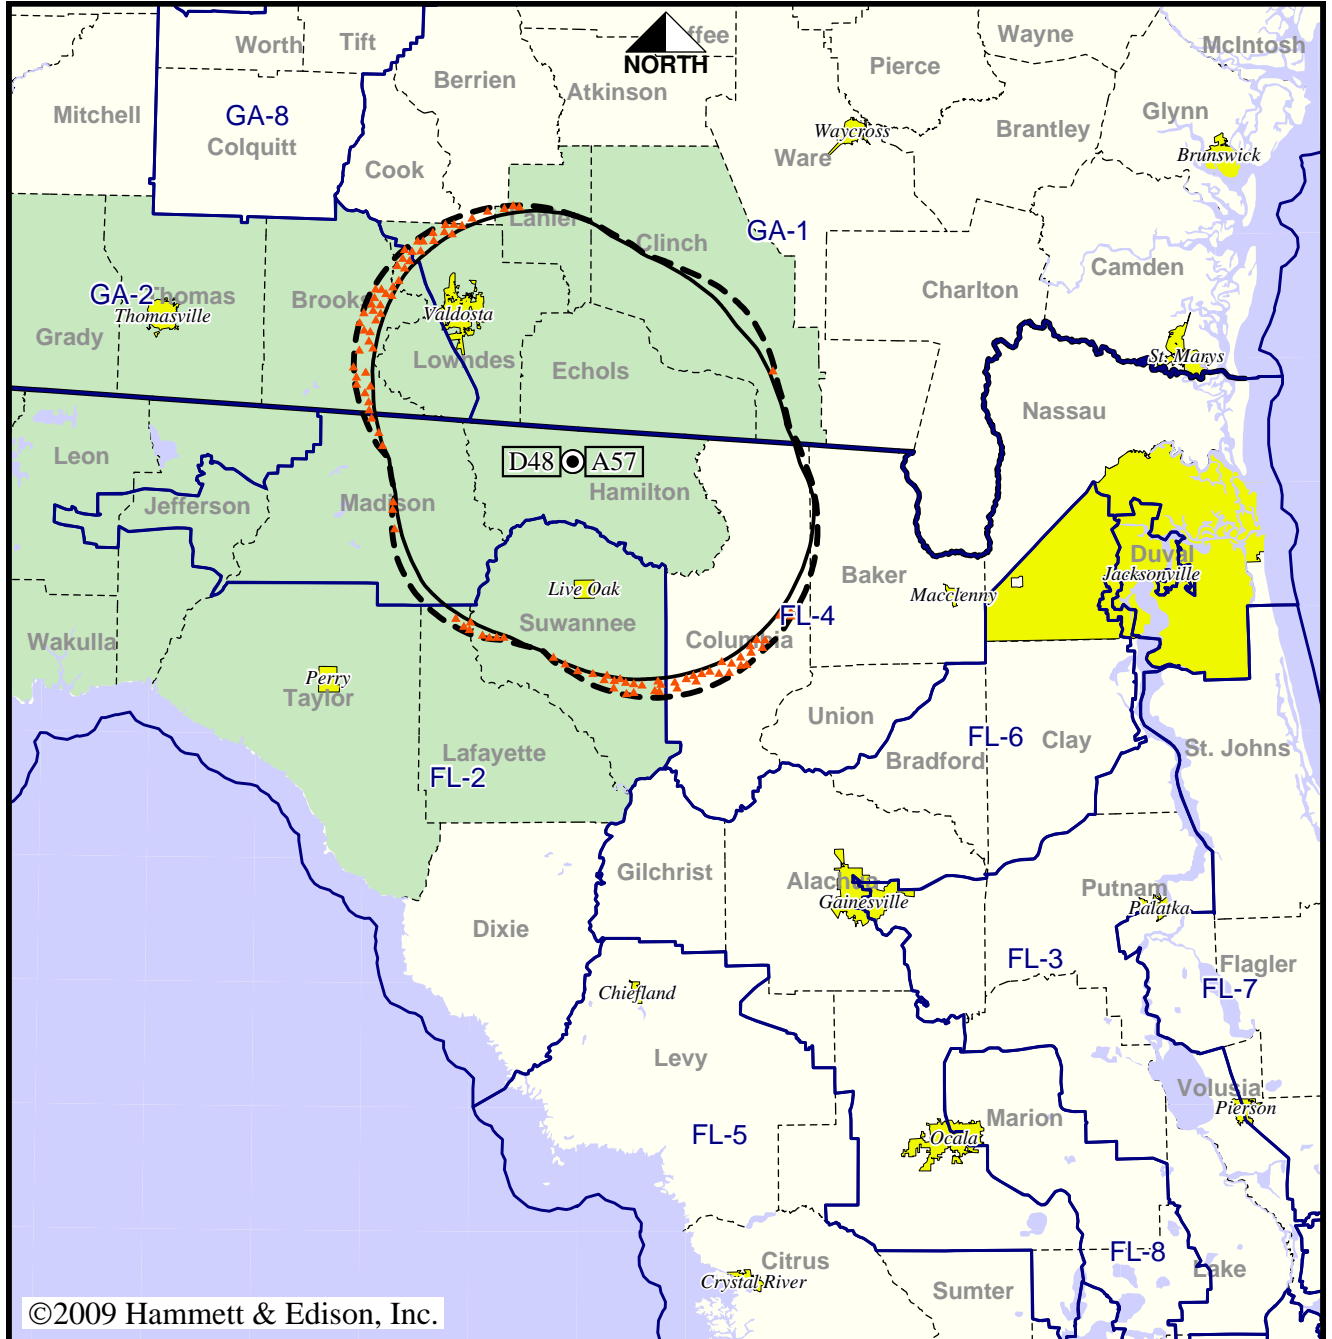 Worth
Tift
ffee
Wayne
McIntosh
NORTH
Pierce
Berrien
Atkinson
Mitchell
GA-8
Colquitt
Glynn
Waycross
Brantley
Ware
Brunswick
Cook
Lanier
GA-1
Clinch
Camden
Charlton
GA-2
Thomas
Brooks
Thomasville
Valdosta
Grady
Lowndes
Echols
St. Marys
Nassau
Leon
D48
A57
Hamilton
Jefferson
Madison
Duval
Baker
Jacksonville
Live Oak
Macclenny
FL-4
Suwannee
Columbia
Wakulla
Perry
Taylor
Union
FL-6
Clay
St. Johns
Lafayette
FL-2
Bradford
Gilchrist
Alachua
Putnam
Gainesville
Palatka
Dixie
FL-3
Flagler
FL-7
Chiefland
Levy
Volusia
Pierson
Marion
FL-5
Ocala
FL-8
Citrus
Lake
Crystal River
Sumter
©2009 Hammett & Edison, Inc.